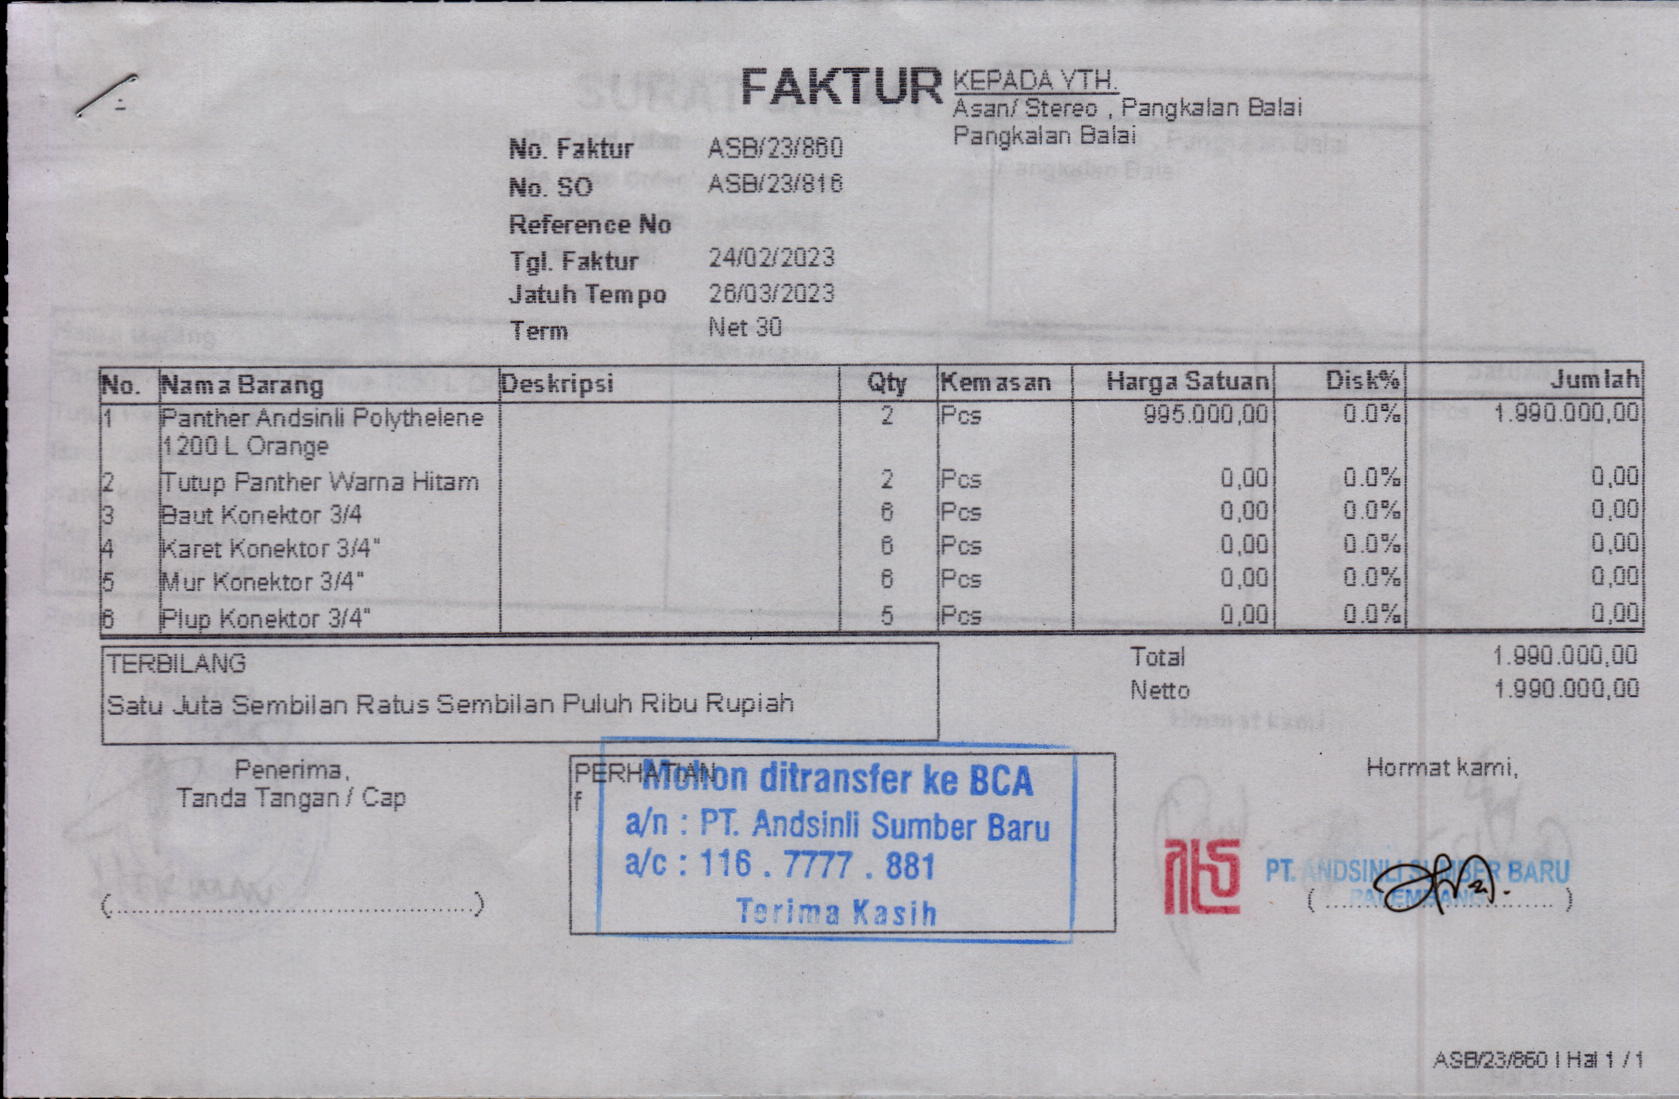 FAKTUR
KEPADA YTH.
Asan/ Stereo , Pangkalan Balai
Pangkalan Balai
No. Faktur ASB/23/860
No. SO ASB/23/816
Reference No
Tgl. Faktur 24/02/2023
Jatuh Tempo 26/03/2023
Term Net 30
No. Nama Barang Deskripsi Qty Kemasan Harga Satuan Disk% Jumlah
1 Panther Andsinli Polythelene 2 Pcs 995.000,00 0.0% 1.990.000,00
1200 L Orange
2 Tutup Panther Warna Hitam 2 Pcs 0,00 0.0% 0,00
3 Baut Konektor 3/4 6 Pcs 0,00 0.0% 0,00
4 Karet Konektor 3/4" 6 Pcs 0,00 0.0% 0,00
5 Mur Konektor 3/4" 6 Pcs 0,00 0.0% 0,00
6 Plup Konektor 3/4" 5 Pcs 0,00 0.0% 0,00
TERBILANG
Satu Juta Sembilan Ratus Sembilan Puluh Ribu Rupiah
Total 1.990.000,00
Netto 1.990.000,00
Penerima,
Tanda Tangan / Cap
(.................................................)
PERHATIAN
f
Mohon ditransfer ke BCA
a/n : PT. Andsinli Sumber Baru
a/c : 116 . 7777 . 881
Terima Kasih
Hormat kami,
PT. ANDSINLI SUMBER BARU
PALEMBANG
ASB/23/860 | Hal 1 / 1